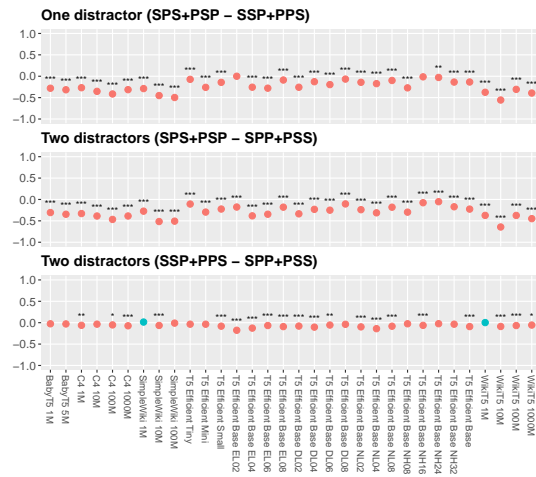 One distractor (SPS+PSP − SSP+PPS)
1.0
0.5
0.0
−0.5
−1.0
*** *** *** *** *** *** *** *** *** *** *** *** *** *** *** *** *** *** *** *** *** *** *** ** *** *** *** *** *** ***
Two distractors (SPS+PSP − SPP+PSS)
1.0
0.5
0.0
−0.5
−1.0
*** *** *** *** *** *** *** *** *** *** *** *** *** *** *** *** *** *** *** *** *** *** *** *** *** *** *** *** *** *** *** ***
Two distractors (SSP+PPS − SPP+PSS)
1.0
0.5
0.0
−0.5
−1.0
** * *** *** *** *** *** *** *** *** *** ** *** *** *** *** *** *** *** *
BabyT5 1M
BabyT5 5M
C4 1M
C4 10M
C4 100M
C4 1000M
SimpleWiki 1M
SimpleWiki 10M
SimpleWiki 100M
T5 Efficient Tiny
T5 Efficient Mini
T5 Efficient Small
T5 Efficient Base EL02
T5 Efficient Base EL04
T5 Efficient Base EL06
T5 Efficient Base EL08
T5 Efficient Base DL02
T5 Efficient Base DL04
T5 Efficient Base DL06
T5 Efficient Base DL08
T5 Efficient Base NL02
T5 Efficient Base NL04
T5 Efficient Base NL08
T5 Efficient Base NH08
T5 Efficient Base NH16
T5 Efficient Base NH24
T5 Efficient Base NH32
T5 Efficient Base
WikiT5 1M
WikiT5 10M
WikiT5 100M
WikiT5 1000M